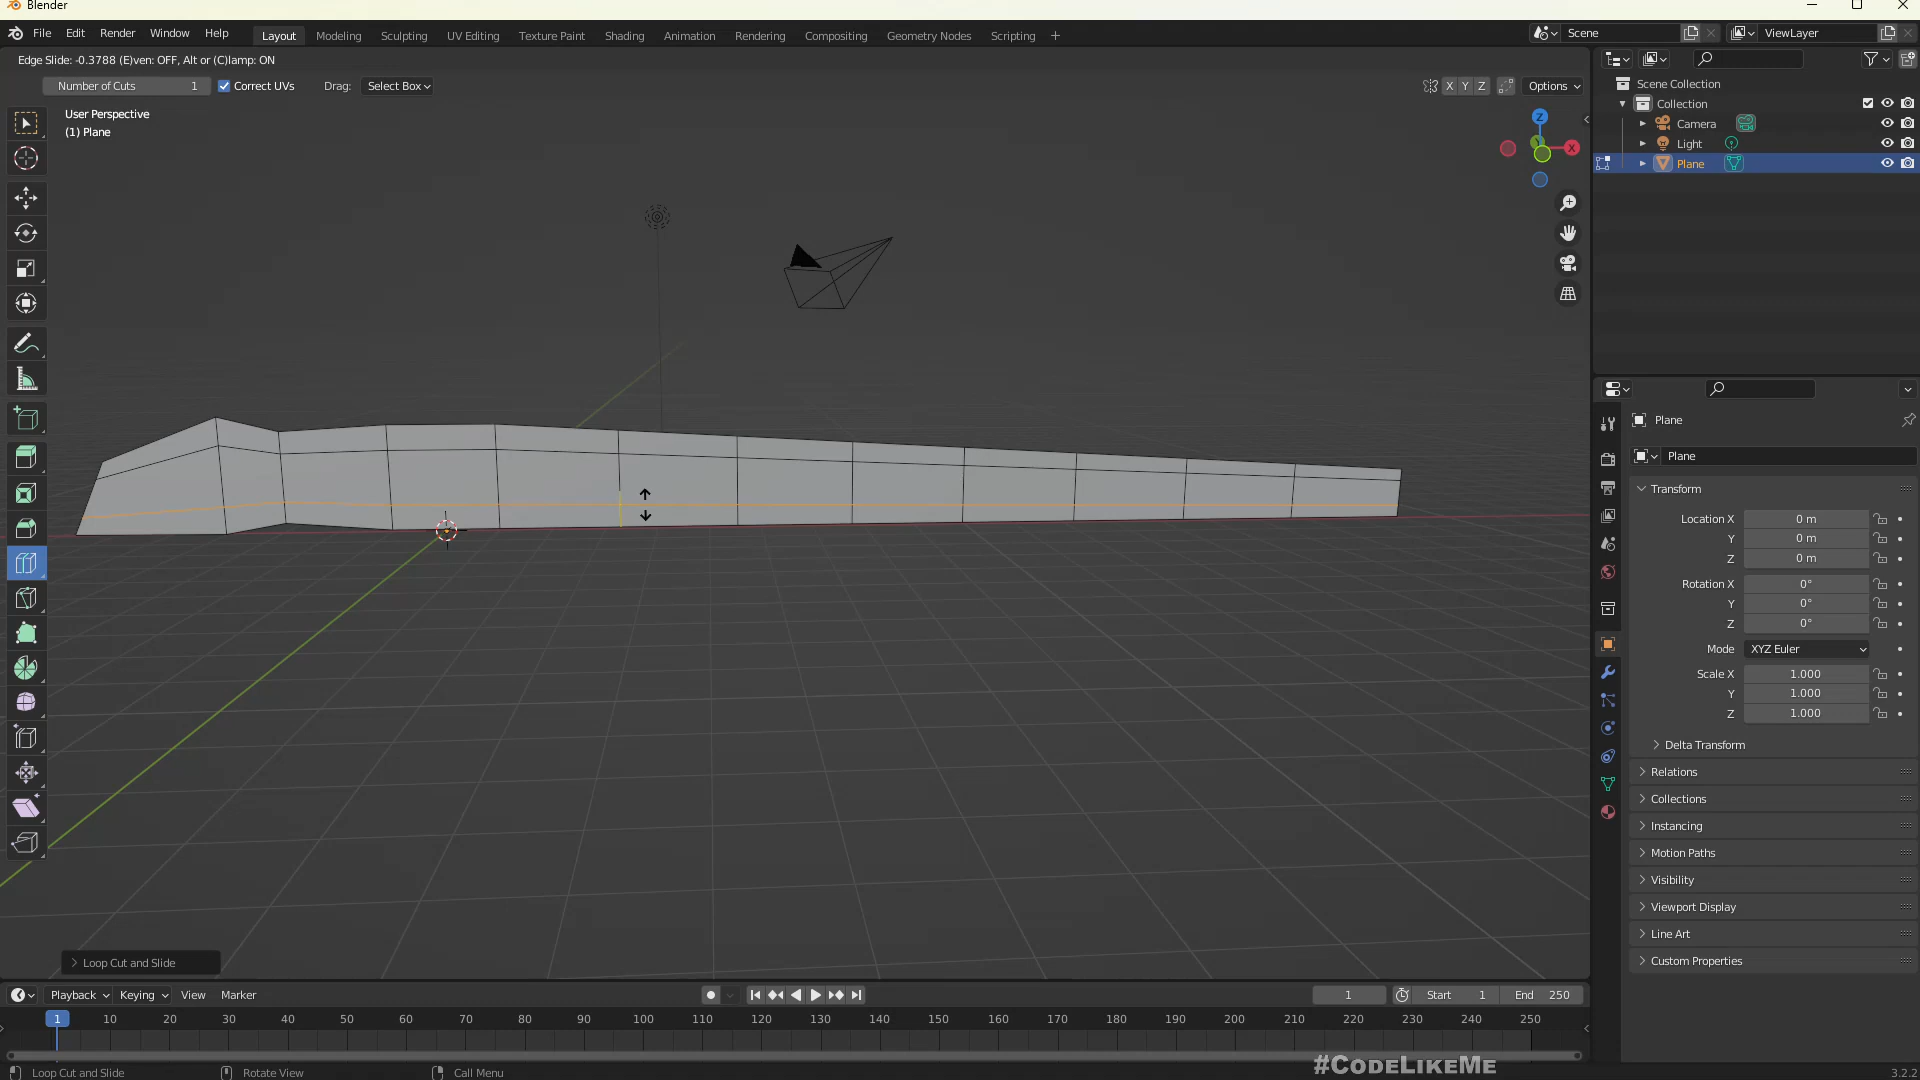 Blender
File Edit Render Window Help
Layout Modeling Sculpting UV Editing Texture Paint Shading Animation Rendering Compositing Geometry Nodes Scripting +
Scene
ViewLayer
Edge Slide: -0.3788 (E)ven: OFF, Alt or (C)lamp: ON
Number of Cuts 1
Correct UVs
Drag: Select Box
X Y Z
Options
User Perspective
(1) Plane
Z
X
Scene Collection
Collection
Camera
Light
Plane
Plane
Plane
Transform
Location X 0 m
Y 0 m
Z 0 m
Rotation X 0°
Y 0°
Z 0°
Mode XYZ Euler
Scale X 1.000
Y 1.000
Z 1.000
Delta Transform
Relations
Collections
Instancing
Motion Paths
Visibility
Viewport Display
Line Art
Custom Properties
Loop Cut and Slide
Playback Keying View Marker
1
Start 1
End 250
1 10 20 30 40 50 60 70 80 90 100 110 120 130 140 150 160 170 180 190 200 210 220 230 240 250
#CodeLikeMe
Loop Cut and Slide
Rotate View
Call Menu
3.2.2